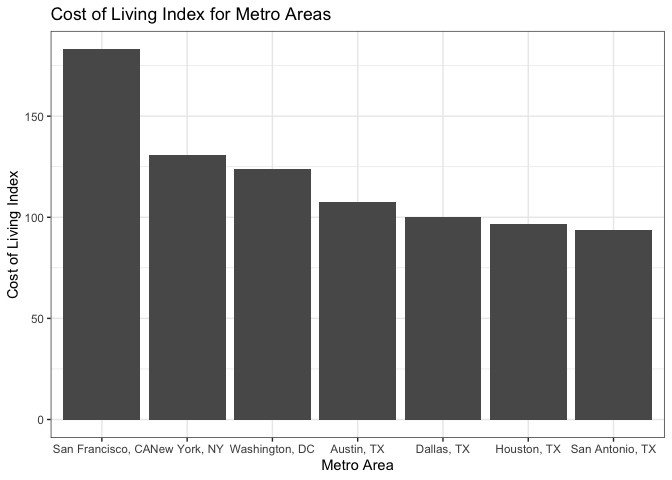 Cost of Living Index for Metro Areas
Cost of Living Index
150
100
50
0
San Francisco, CA New York, NY Washington, DC Austin, TX Dallas, TX Houston, TX San Antonio, TX
Metro Area